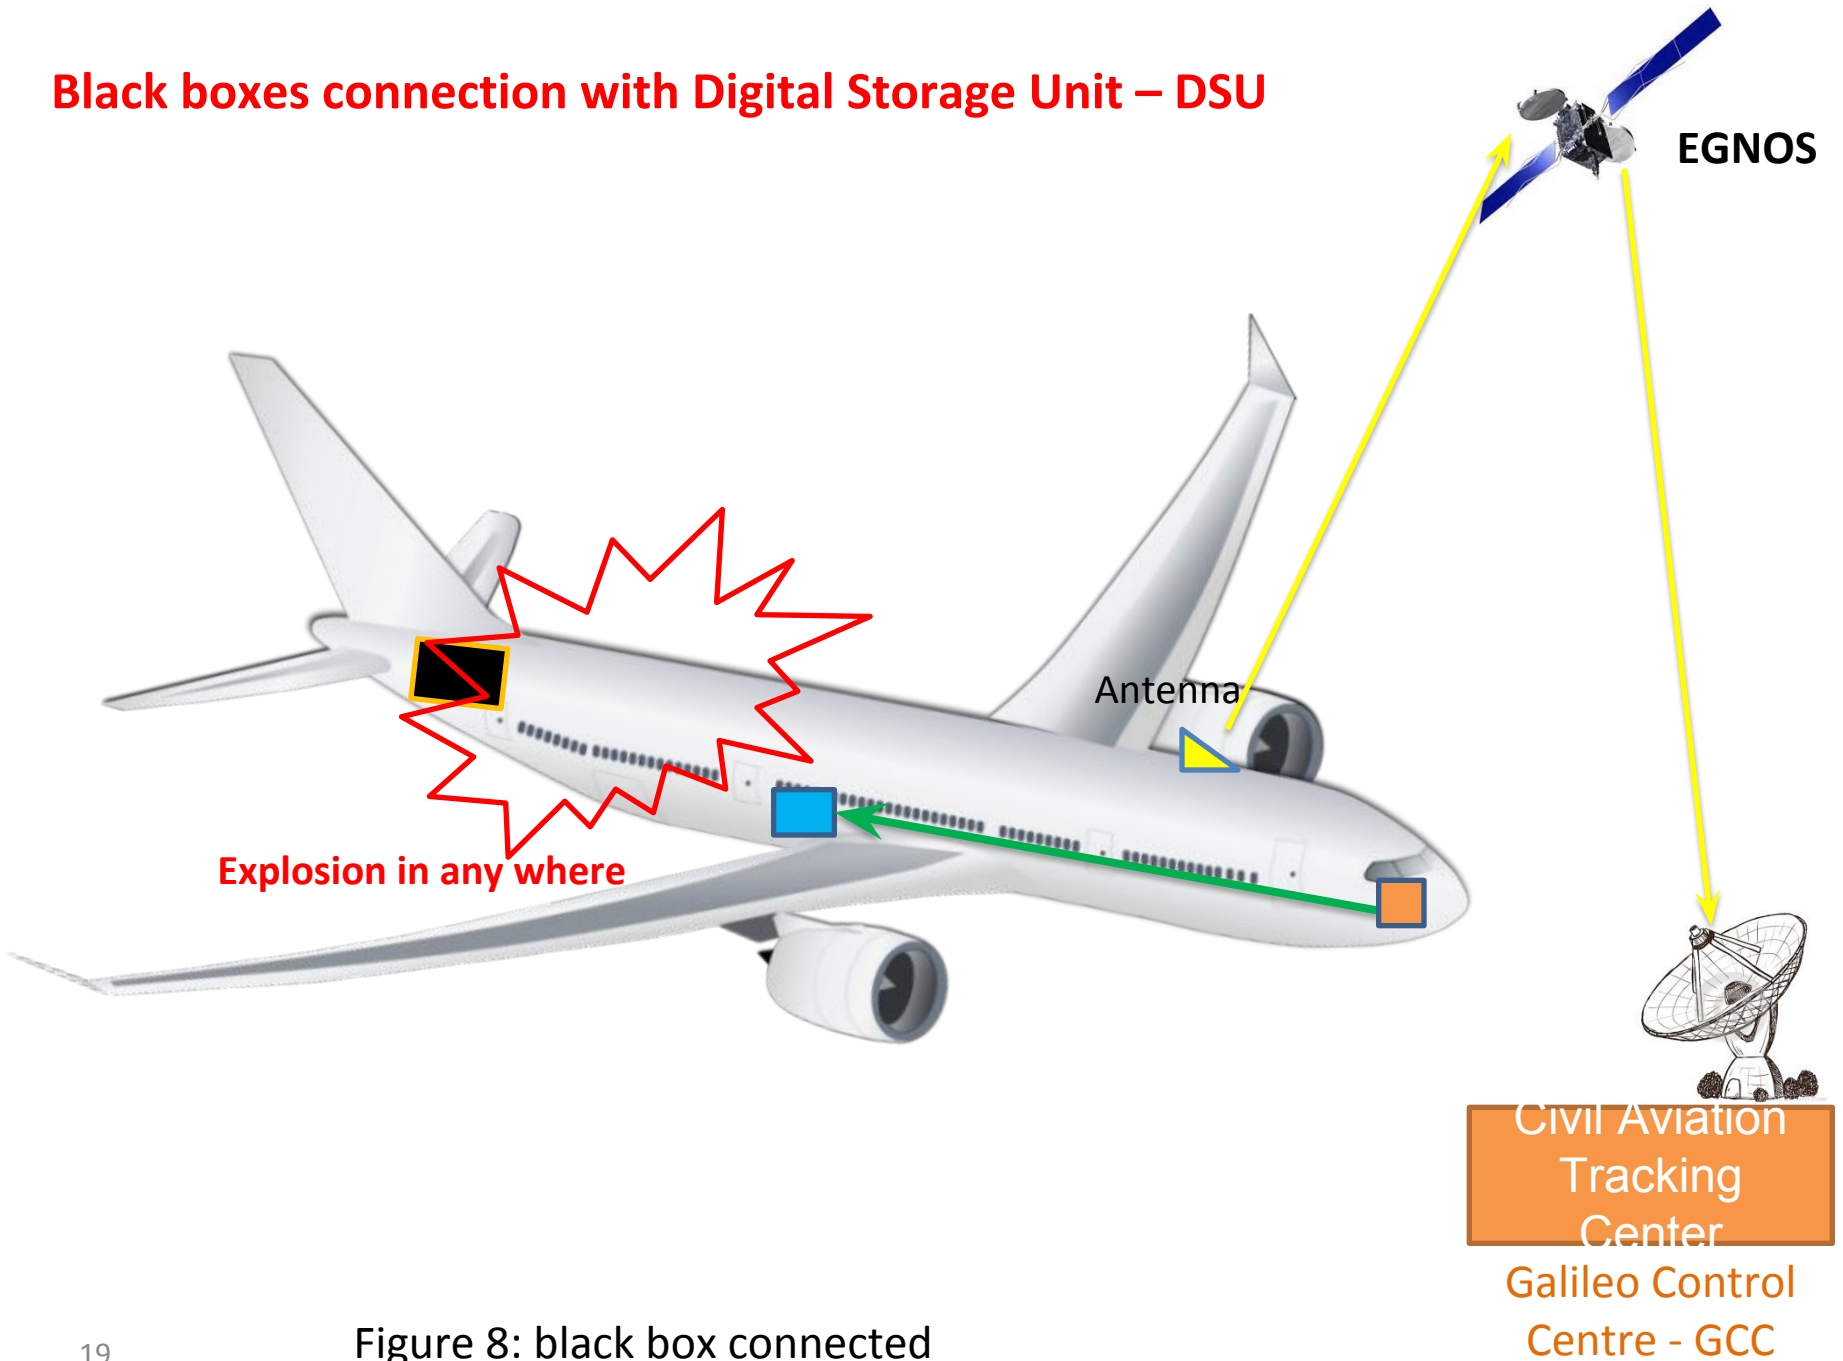 Black boxes connection with Digital Storage Unit – DSU
EGNOS
Antenna
Explosion in any where
Civil Aviation
Tracking
Center
Galileo Control
Centre - GCC
19
Figure 8: black box connected